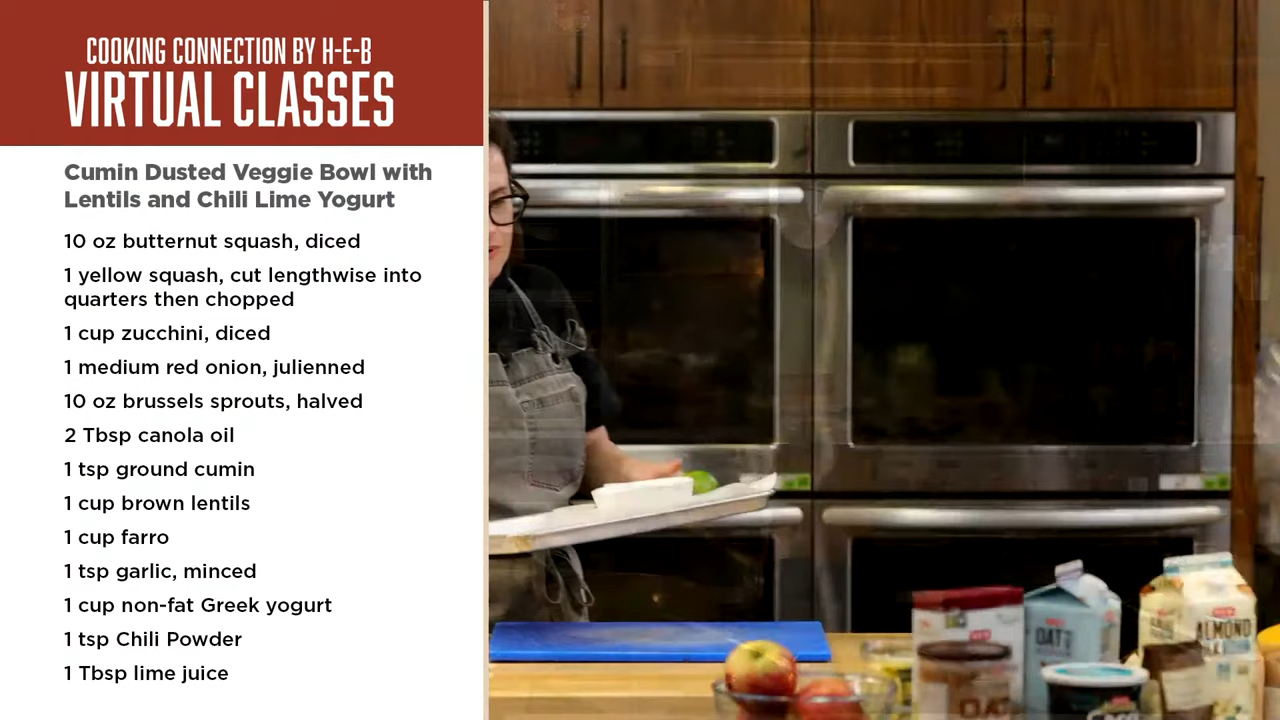 COOKING CONNECTION BY H-E-B
VIRTUAL CLASSES
Cumin Dusted Veggie Bowl with
Lentils and Chili Lime Yogurt
10 oz butternut squash, diced
1 yellow squash, cut lengthwise into
quarters then chopped
1 cup zucchini, diced
1 medium red onion, julienned
10 oz brussels sprouts, halved
2 Tbsp canola oil
1 tsp ground cumin
1 cup brown lentils
1 cup farro
1 tsp garlic, minced
1 cup non-fat Greek yogurt
1 tsp Chili Powder
1 Tbsp lime juice
OAT
ALMOND
OAT